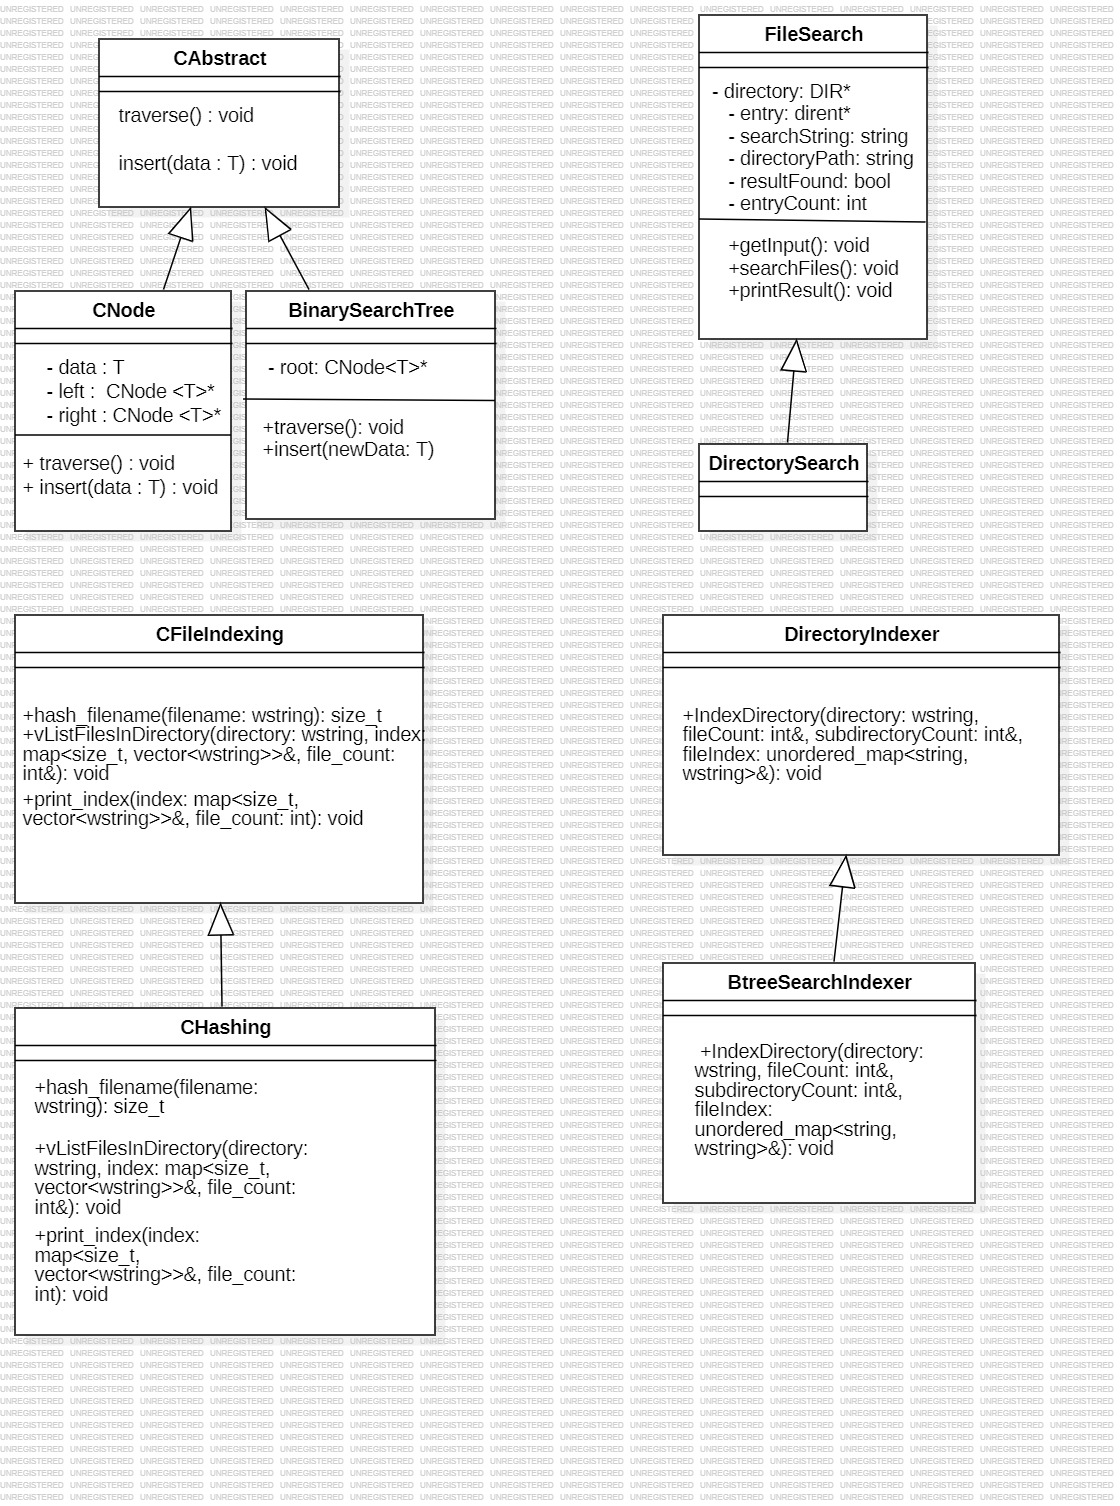 CAbstract
traverse() : void
insert(data : T) : void
FileSearch
- directory: DIR*
- entry: dirent*
- searchString: string
- directoryPath: string
- resultFound: bool
- entryCount: int
+getInput(): void
+searchFiles(): void
+printResult(): void
CNode
- data : T
- left :  CNode <T>*
- right : CNode <T>*
+ traverse() : void
+ insert(data : T) : void
BinarySearchTree
- root: CNode<T>*
+traverse(): void
+insert(newData: T)
DirectorySearch
CFileIndexing
+hash_filename(filename: wstring): size_t
+vListFilesInDirectory(directory: wstring, index:
map<size_t, vector<wstring>>&, file_count:
int&): void
+print_index(index: map<size_t,
vector<wstring>>&, file_count: int): void
DirectoryIndexer
+IndexDirectory(directory: wstring,
fileCount: int&, subdirectoryCount: int&,
fileIndex: unordered_map<string,
wstring>&): void
CHashing
+hash_filename(filename:
wstring): size_t
+vListFilesInDirectory(directory:
wstring, index: map<size_t,
vector<wstring>>&, file_count:
int&): void
+print_index(index:
map<size_t,
vector<wstring>>&, file_count:
int): void
BtreeSearchIndexer
+IndexDirectory(directory:
wstring, fileCount: int&,
subdirectoryCount: int&,
fileIndex:
unordered_map<string,
wstring>&): void
UNREGISTERED